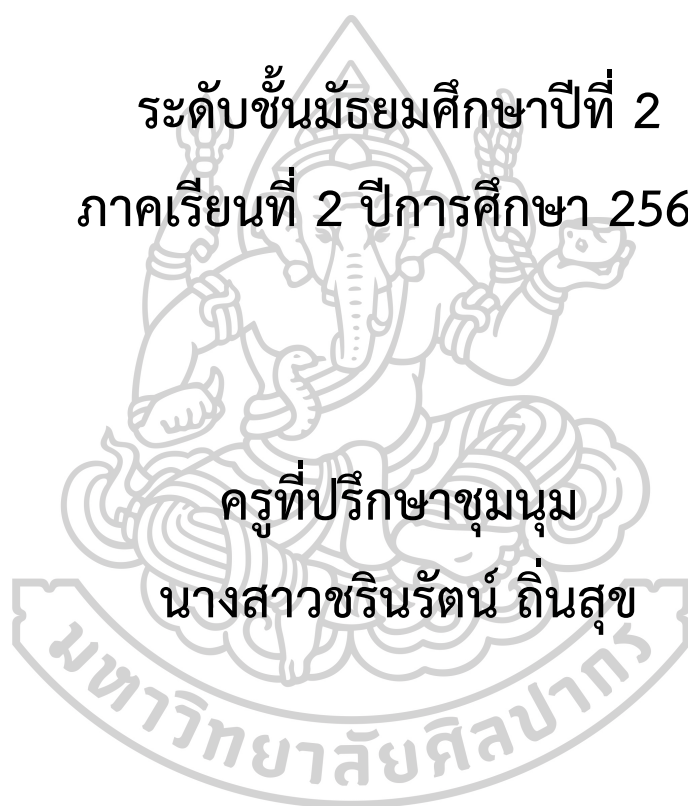 ระดับชั้นมัธยมศึกษาปีที่ 2
ภาคเรียนที่ 2 ปีการศึกษา 256
ครูที่ปรึกษาชุมนุม
นางสาวชรินรัตน์ ถิ่นสุข
มหาวิทยาลัยศิลปากร